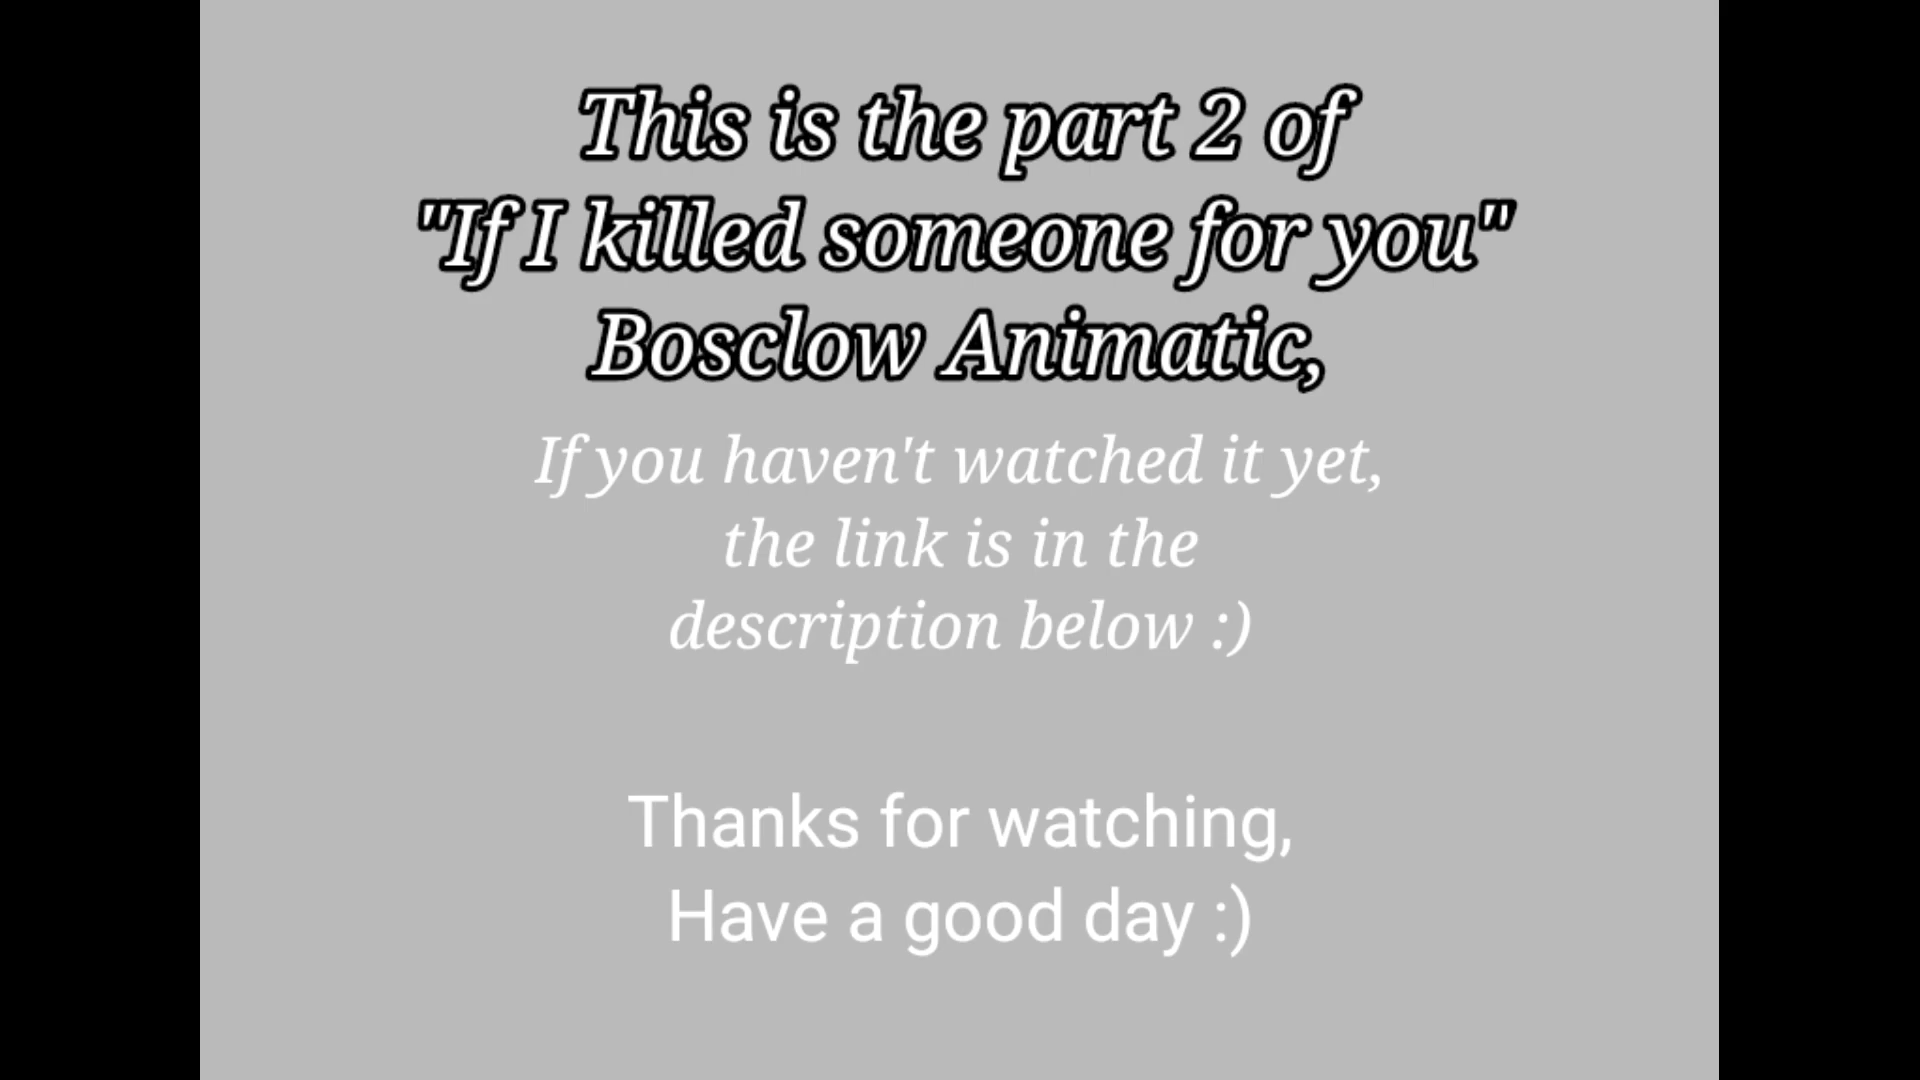 This is the part 2 of
"If I killed someone for you"
Bosclow Animatic,
If you haven't watched it yet,
the link is in the
description below :)
Thanks for watching,
Have a good day :)